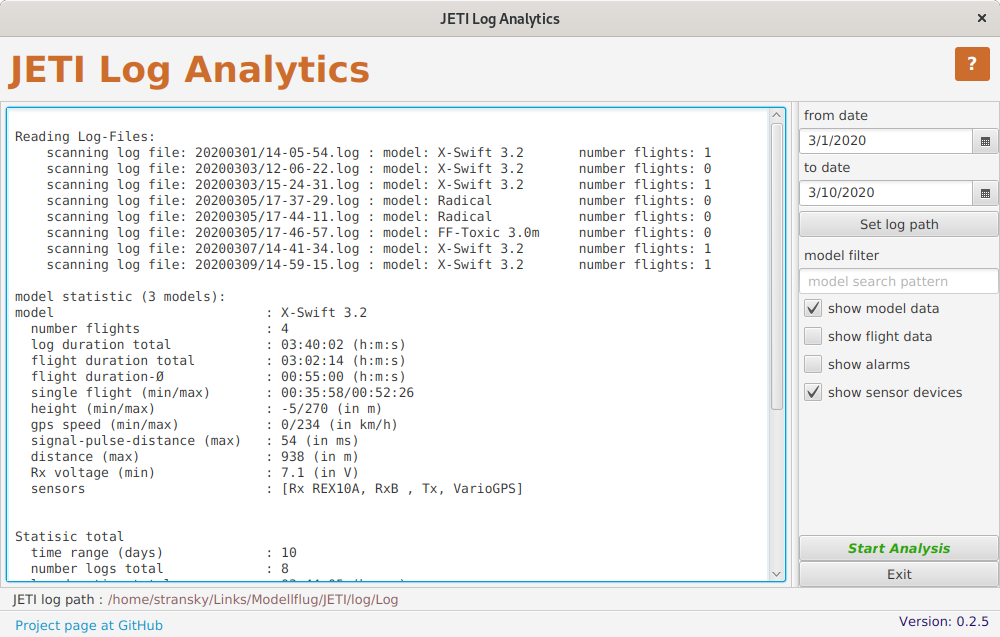 JETI Log Analytics
×
JETI Log Analytics
?
Reading Log-Files:
scanning log file: 20200301/14-05-54.log : model: X-Swift 3.2 number flights: 1
scanning log file: 20200303/12-06-22.log : model: X-Swift 3.2 number flights: 0
scanning log file: 20200303/15-24-31.log : model: X-Swift 3.2 number flights: 1
scanning log file: 20200305/17-37-29.log : model: Radical number flights: 0
scanning log file: 20200305/17-44-11.log : model: Radical number flights: 0
scanning log file: 20200305/17-46-57.log : model: FF-Toxic 3.0m number flights: 0
scanning log file: 20200307/14-41-34.log : model: X-Swift 3.2 number flights: 1
scanning log file: 20200309/14-59-15.log : model: X-Swift 3.2 number flights: 1
model statistic (3 models):
model : X-Swift 3.2
number flights : 4
log duration total : 03:40:02 (h:m:s)
flight duration total : 03:02:14 (h:m:s)
flight duration-Ø : 00:55:00 (h:m:s)
single flight (min/max) : 00:35:58/00:52:26
height (min/max) : -5/270 (in m)
gps speed (min/max) : 0/234 (in km/h)
signal-pulse-distance (max) : 54 (in ms)
distance (max) : 938 (in m)
Rx voltage (min) : 7.1 (in V)
sensors : [Rx REX10A, RxB , Tx, VarioGPS]
Statisic total
time range (days) : 10
number logs total : 8
from date
3/1/2020
to date
3/10/2020
Set log path
model filter
model search pattern
show model data
show flight data
show alarms
show sensor devices
Start Analysis
Exit
JETI log path : /home/stransky/Links/Modellflug/JETI/log/Log
Project page at GitHub
Version: 0.2.5